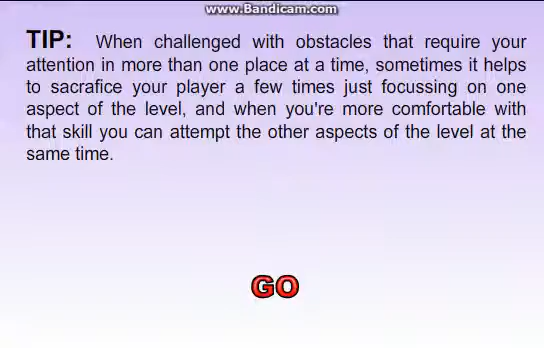 www.Bandicam.com
TIP: When challenged with obstacles that require your
attention in more than one place at a time, sometimes it helps
to sacrafice your player a few times just focussing on one
aspect of the level, and when you're more comfortable with
that skill you can attempt the other aspects of the level at the
same time.
GO